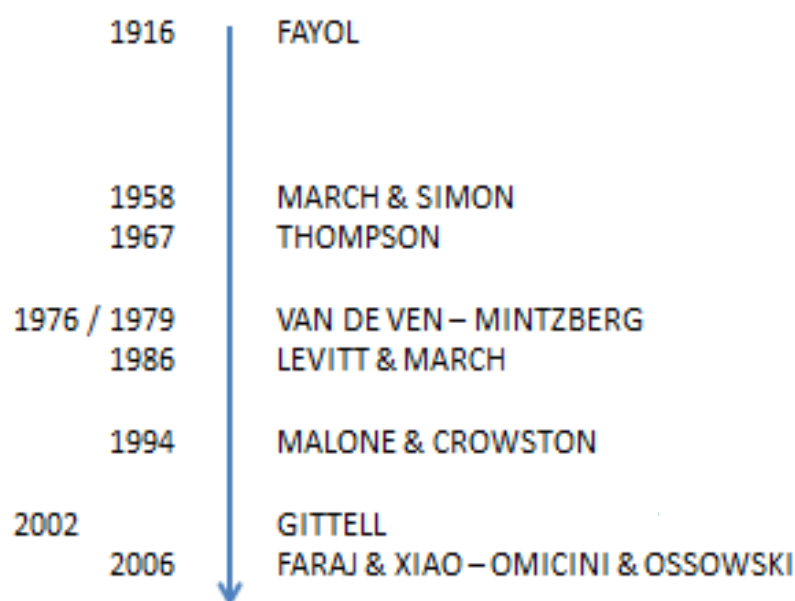 1916 FAYOL
1958 MARCH & SIMON
1967 THOMPSON
1976 / 1979 VAN DE VEN – MINTZBERG
1986 LEVITT & MARCH
1994 MALONE & CROWSTON
2002 GITTELL
2006 FARAJ & XIAO – OMICINI & OSSOWSKI